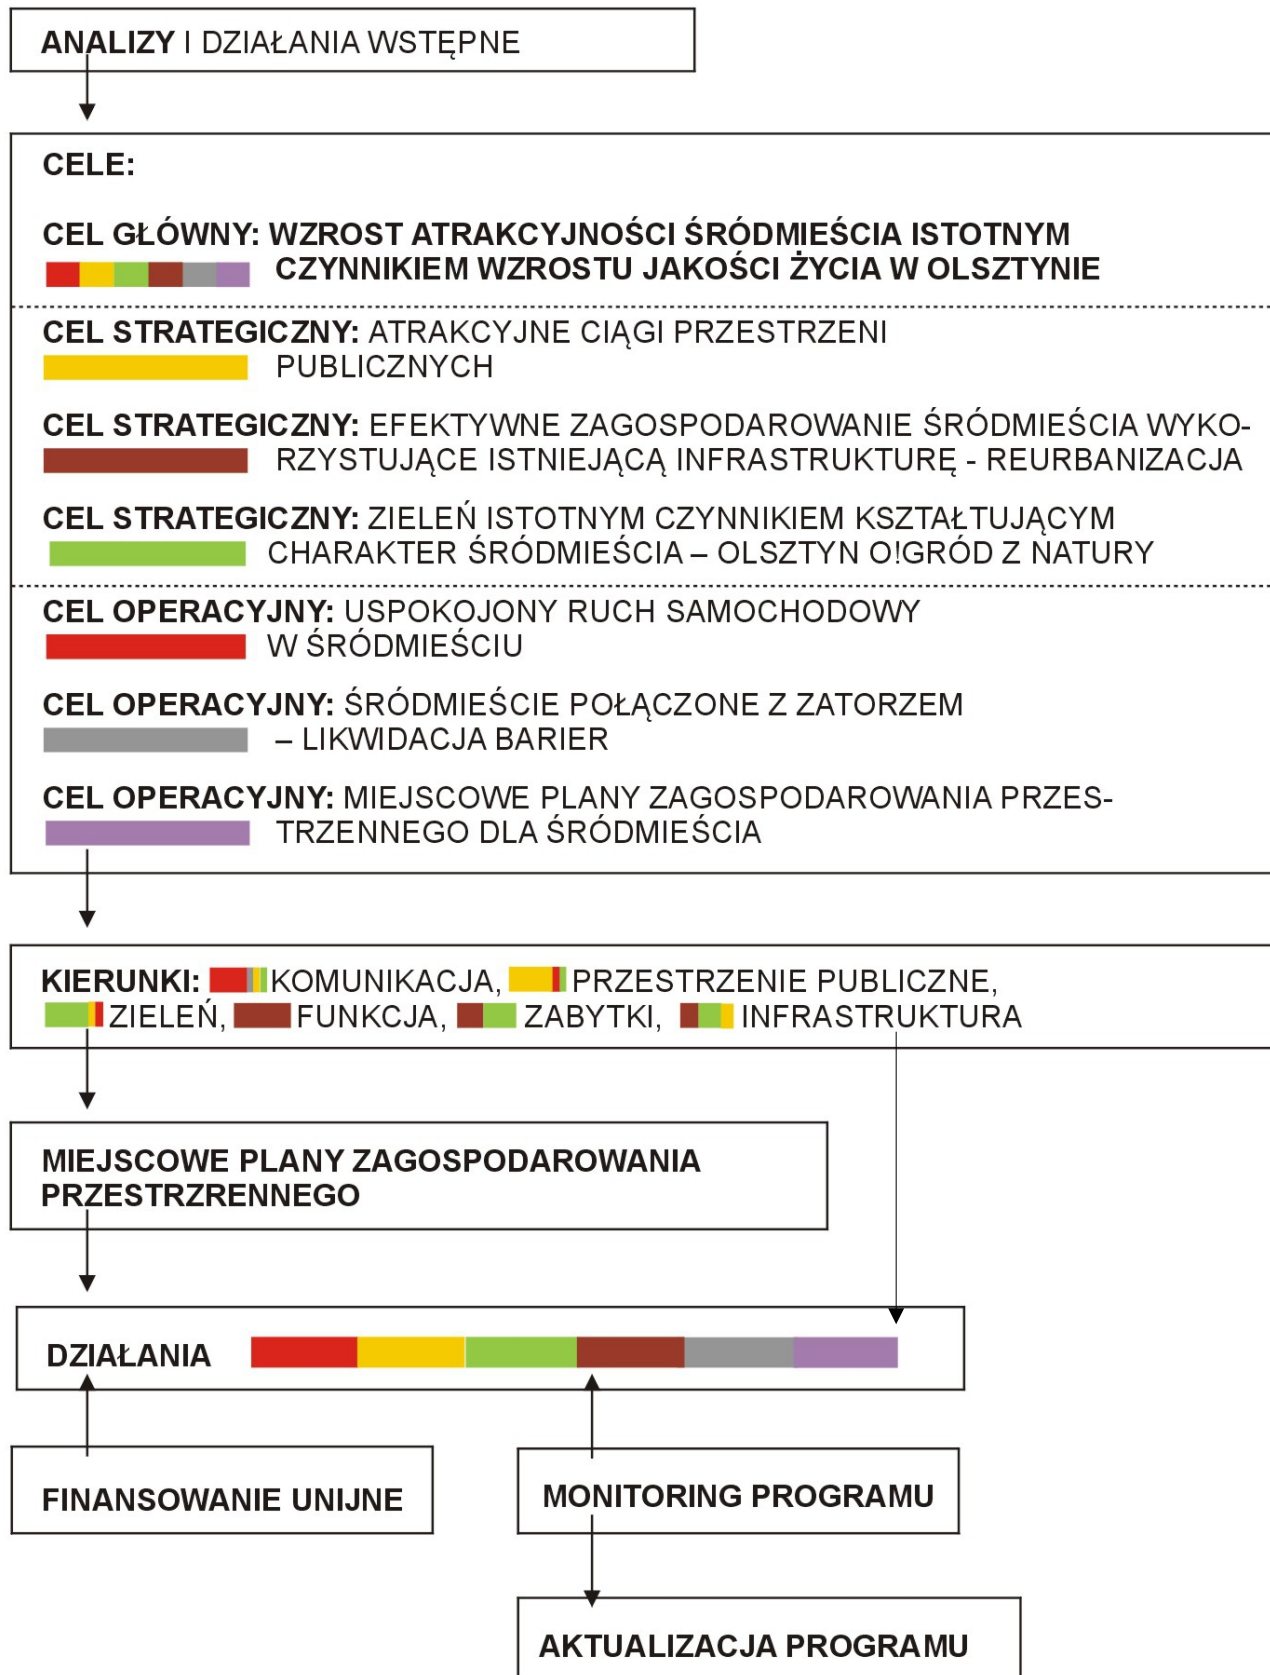 ANALIZY I DZIAŁANIA WSTĘPNE
CELE:
CEL GŁÓWNY: WZROST ATRAKCYJNOŚCI ŚRÓDMIEŚCIA ISTOTNYM
CZYNNIKIEM WZROSTU JAKOŚCI ŻYCIA W OLSZTYNIE
CEL STRATEGICZNY: ATRAKCYJNE CIĄGI PRZESTRZENI
PUBLICZNYCH
CEL STRATEGICZNY: EFEKTYWNE ZAGOSPODAROWANIE ŚRÓDMIEŚCIA WYKO-
RZYSTUJĄCE ISTNIEJĄCĄ INFRASTRUKTURĘ - REURBANIZACJA
CEL STRATEGICZNY: ZIELEŃ ISTOTNYM CZYNNIKIEM KSZTAŁTUJĄCYM
CHARAKTER ŚRÓDMIEŚCIA – OLSZTYN O!GRÓD Z NATURY
CEL OPERACYJNY: USPOKOJONY RUCH SAMOCHODOWY
W ŚRÓDMIEŚCIU
CEL OPERACYJNY: ŚRÓDMIEŚCIE POŁĄCZONE Z ZATORZEM
– LIKWIDACJA BARIER
CEL OPERACYJNY: MIEJSCOWE PLANY ZAGOSPODAROWANIA PRZES-
TRZENNEGO DLA ŚRÓDMIEŚCIA
KIERUNKI: KOMUNIKACJA, PRZESTRZENIE PUBLICZNE,
ZIELEŃ, FUNKCJA, ZABYTKI, INFRASTRUKTURA
MIEJSCOWE PLANY ZAGOSPODAROWANIA
PRZESTRZRENNEGO
DZIAŁANIA
FINANSOWANIE UNIJNE
MONITORING PROGRAMU
AKTUALIZACJA PROGRAMU